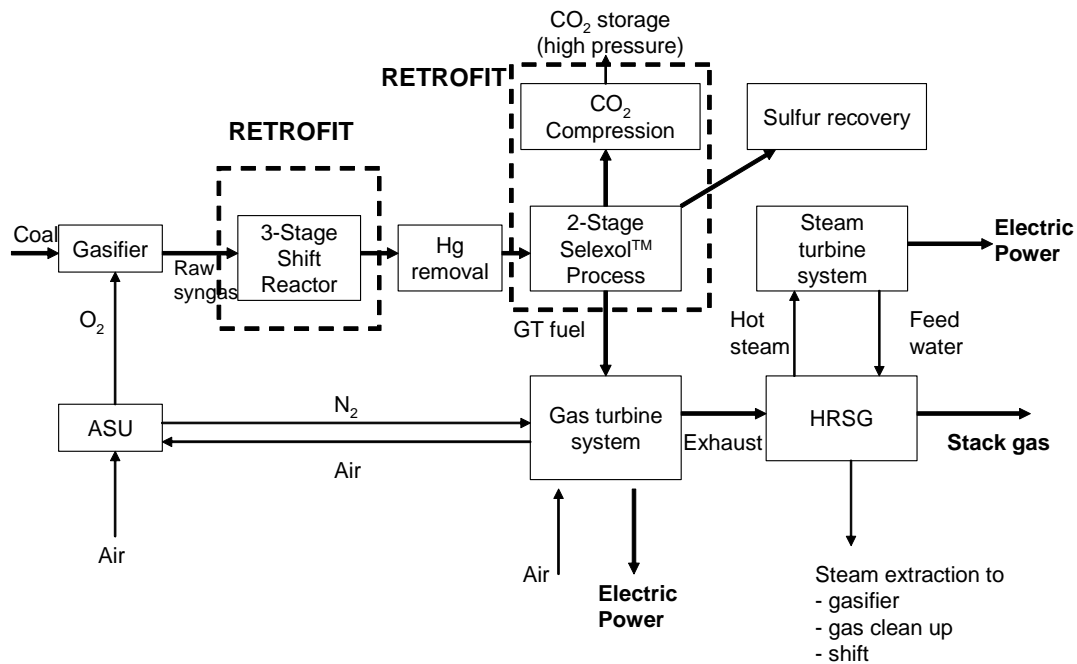 CO₂ storage
(high pressure)
RETROFIT
RETROFIT
CO₂
Compression
Sulfur recovery
Coal
Gasifier
Raw
syngas
3-Stage
Shift
Reactor
Hg
removal
2-Stage
Selexol™
Process
Steam
turbine
system
Electric
Power
O₂
GT fuel
Hot
steam
Feed
water
ASU
N₂
Air
Gas turbine
system
Exhaust
HRSG
Stack gas
Air
Air
Electric
Power
Steam extraction to
- gasifier
- gas clean up
- shift